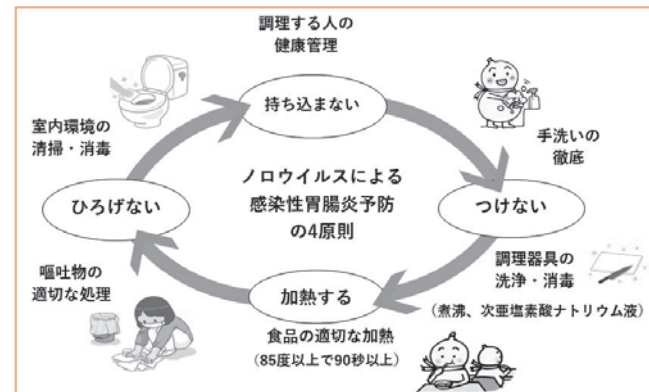 調理する人の
健康管理
持ち込まない
手洗いの
徹底
つけない
調理器具の
洗浄・消毒
（煮沸、次亜塩素酸ナトリウム液）
加熱する
食品の適切な加熱
（85度以上で90秒以上）
嘔吐物の
適切な処理
ひろげない
室内環境の
清掃・消毒
ノロウイルスによる
感染性胃腸炎予防
の4原則